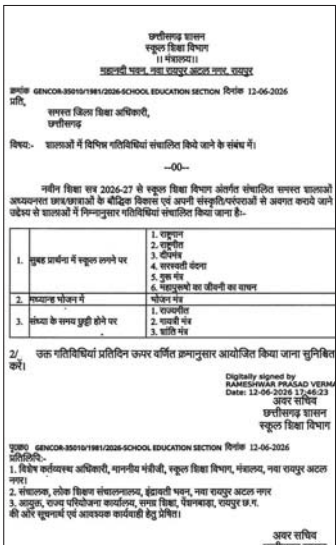 छत्तीसगढ़ शासन
स्कूल शिक्षा विभाग
।। मंत्रालय।।
महानदी भवन, नवा रायपुर अटल नगर, रायपुर
क्रमांक GENCOR-35010/1981/2026-SCHOOL EDUCATION SECTION दिनांक 12-06-2026
प्रति,
समस्त जिला शिक्षा अधिकारी,
छत्तीसगढ़
विषय:- शालाओं में विभिन्न गतिविधियां संचालित किये जाने के संबंध में।
--00--
नवीन शिक्षा सत्र 2026-27 से स्कूल शिक्षा विभाग अंतर्गत संचालित समस्त शालाओं
अध्ययनरत छात्र/छात्राओं के बौद्धिक विकास एवं अपनी संस्कृति/परंपराओं से अवगत कराये जाने
उद्देश्य से शालाओं में निम्नानुसार गतिविधियां संचालित किया जाना है:-
1. सुबह प्रार्थना में स्कूल लगने पर
1. राष्ट्रगान
2. राष्ट्रगीत
3. दीपमंत्र
4. सरस्वती वंदना
5. गुरू मंत्र
6. महापुरूषों का जीवनी का वाचन
2. मध्यान्ह भोजन में भोजन मंत्र
3. संध्या के समय छुट्टी होने पर
1. राज्यगीत
2. गायत्री मंत्र
3. शांति मंत्र
2/ उक्त गतिविधियां प्रतिदिन ऊपर वर्णित क्रमानुसार आयोजित किया जाना सुनिश्चित
करें।
Digitally signed by
RAMESHWAR PRASAD VERMA
Date: 12-06-2026 17:46:23
अवर सचिव
छत्तीसगढ़ शासन
स्कूल शिक्षा विभाग
पृ०क्र० GENCOR-35010/1981/2026-SCHOOL EDUCATION SECTION दिनांक 12-06-2026
प्रतिलिपि:-
1. विशेष कर्तव्यस्थ अधिकारी, माननीय मंत्रीजी, स्कूल शिक्षा विभाग, मंत्रालय, नवा रायपुर अटल
नगर।
2. संचालक, लोक शिक्षण संचालनालय, इंद्रावती भवन, नवा रायपुर अटल नगर
3. आयुक्त, राज्य परियोजना कार्यालय, समग्र शिक्षा, पेंशनबाड़ा, रायपुर छ.ग.
की ओर सूचनार्थ एवं आवश्यक कार्यवाही हेतु प्रेषित।
अवर सचिव